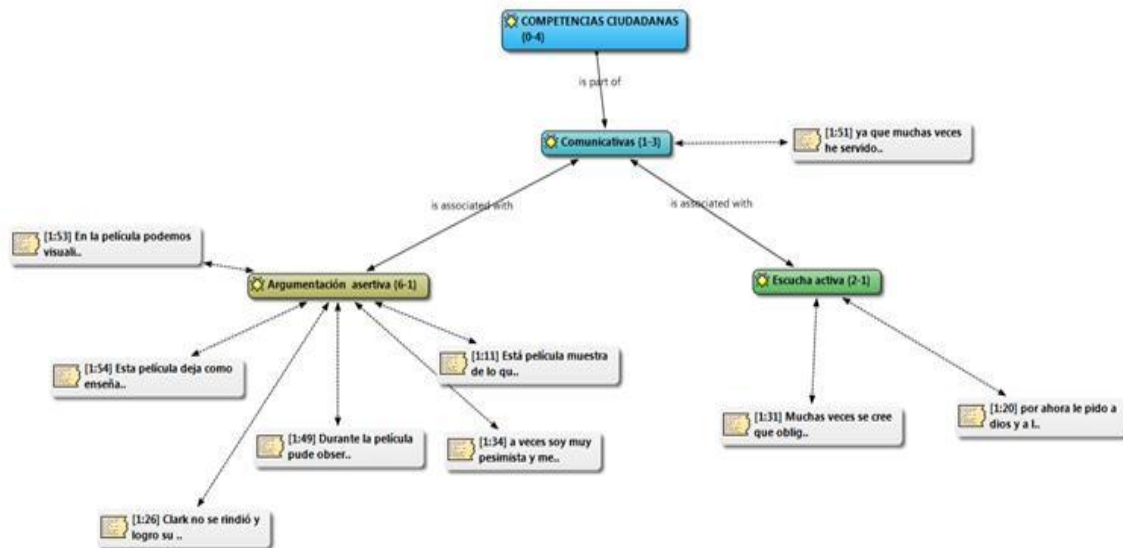 COMPETENCIAS CIUDADANAS
(0-4)
is part of
Comunicativas (1-3)
[1:51] ya que muchas veces
he servido..
is associated with
is associated with
[1:53] En la película podemos
visuali..
Argumentación asertiva (6-1)
Escucha activa (2-1)
[1:54] Esta película deja como
enseña..
[1:11] Está película muestra
de lo qu..
[1:49] Durante la película
pude obser..
[1:34] a veces soy muy
pesimista y me..
[1:31] Muchas veces se cree
que oblig..
[1:20] por ahora le pido a
dios y a l..
[1:26] Clark no se rindió y
logro su ..